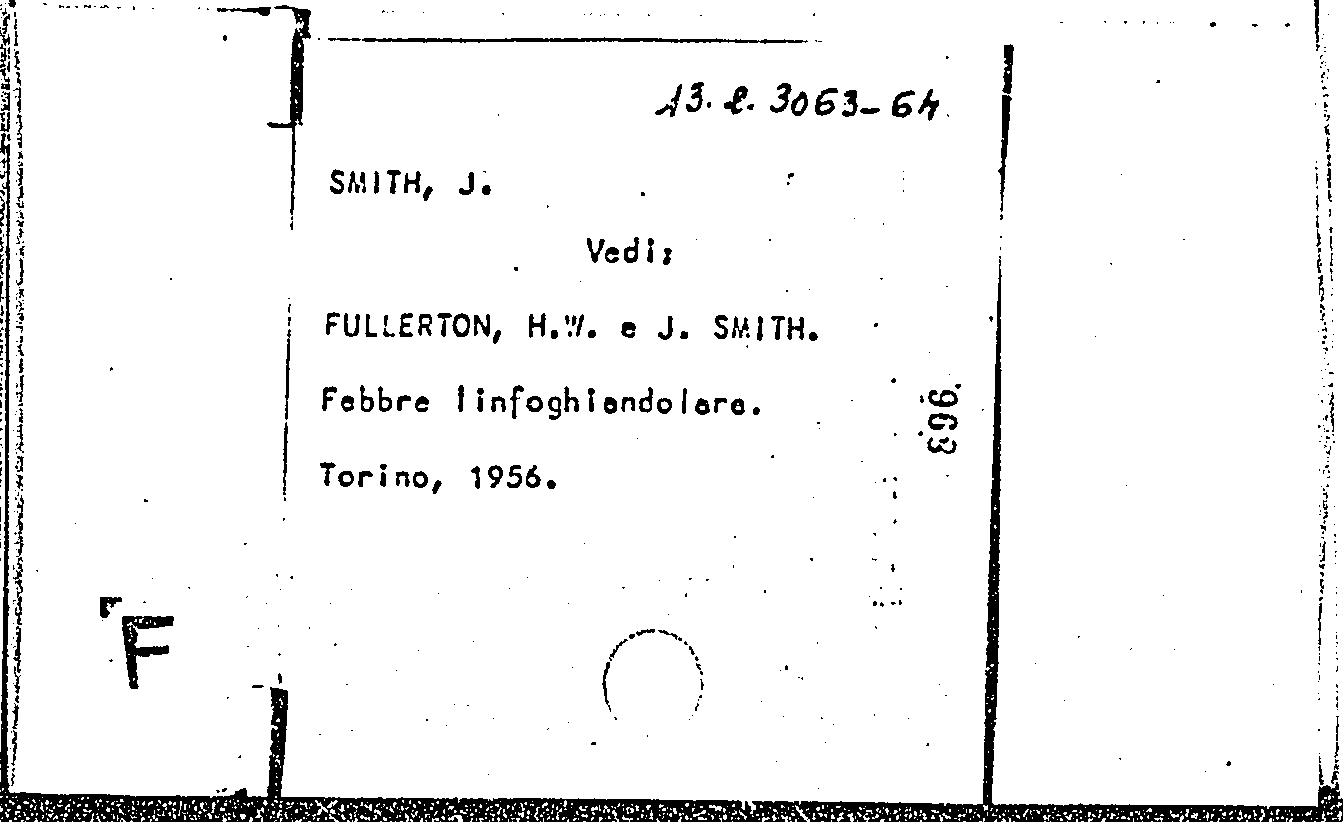 13. l. 3063-64
SMITH, J.
Vedi:
FULLERTON, H.W. e J. SMITH.
Febbre linfoghiandolare.
Torino, 1956.
963
F